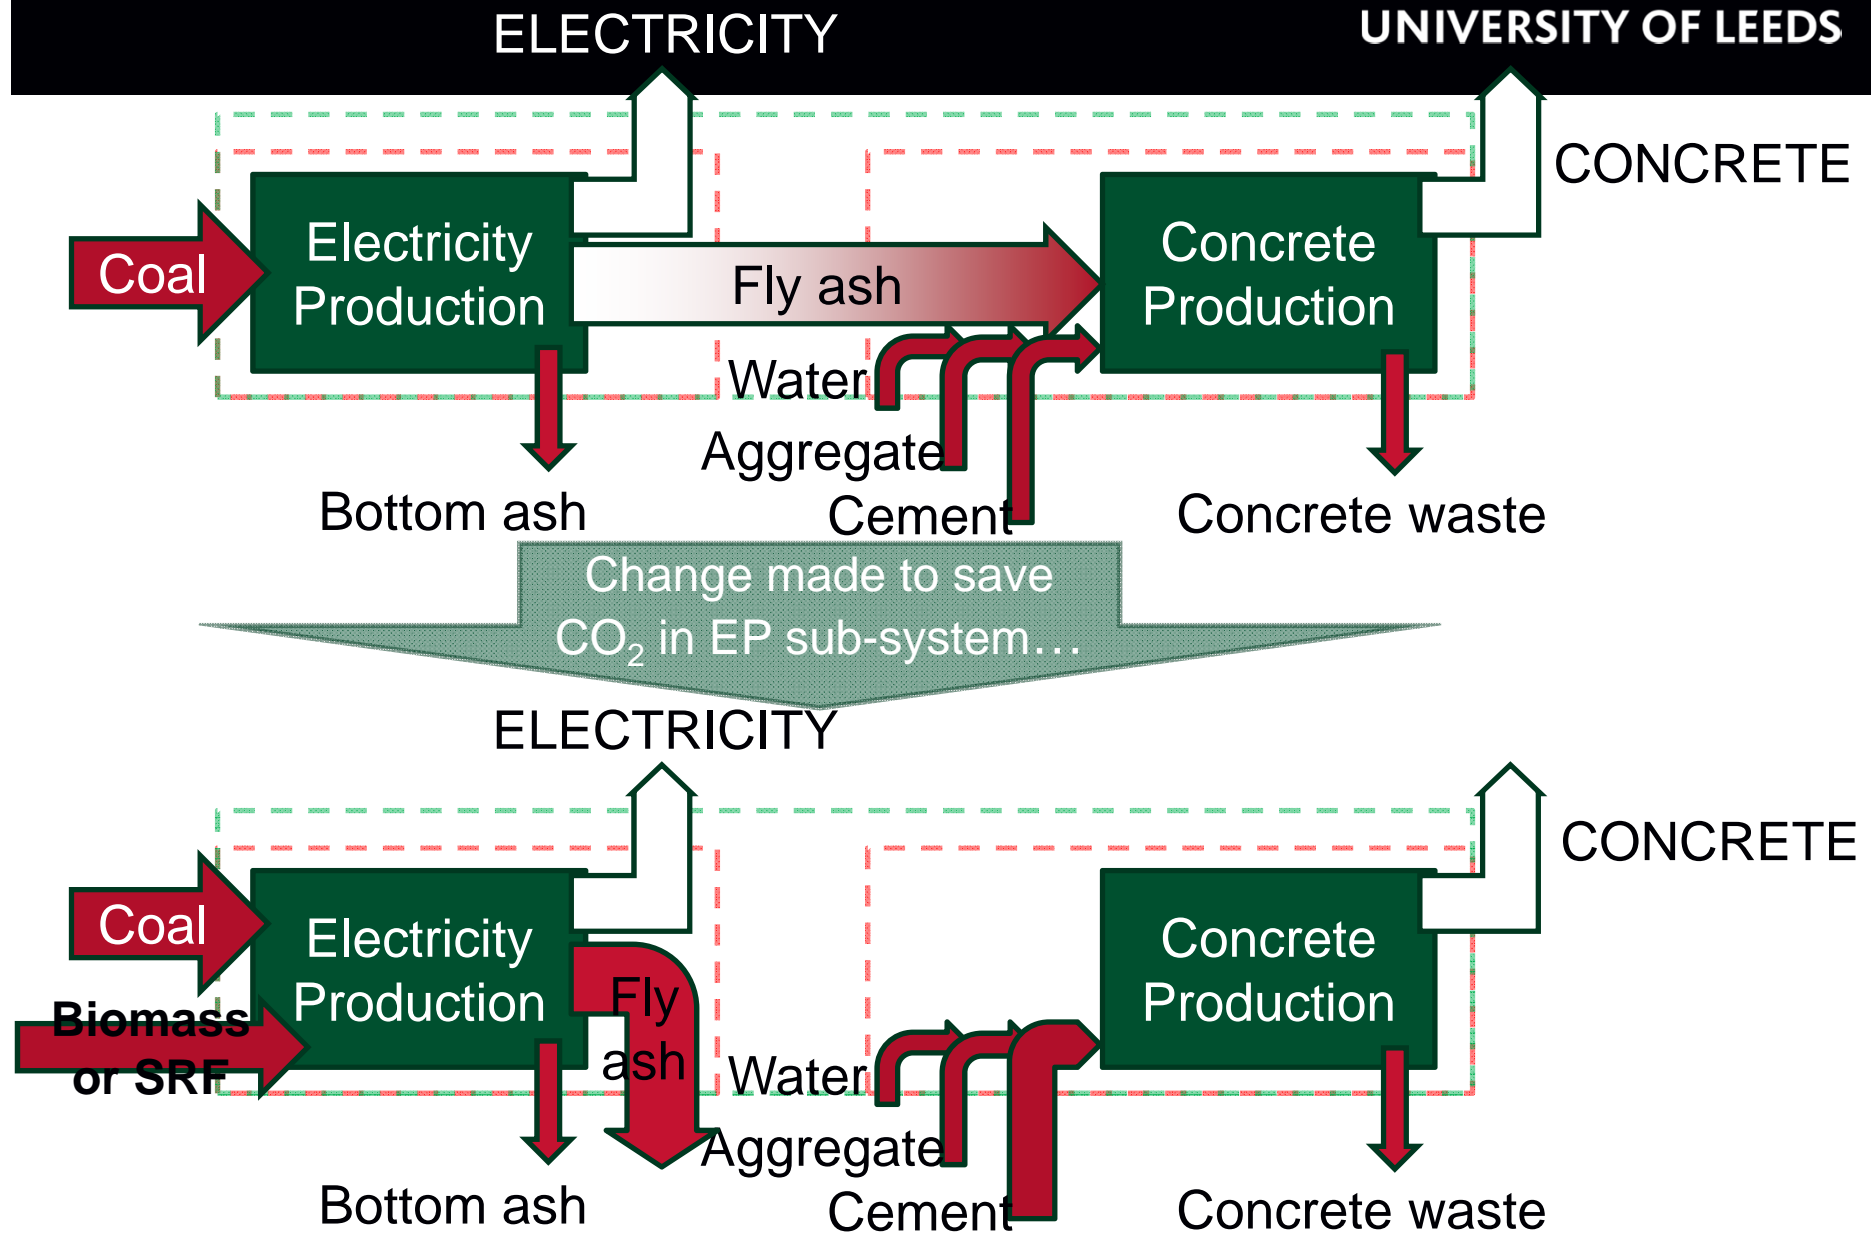 ELECTRICITY
UNIVERSITY OF LEEDS
CONCRETE
Coal
Electricity
Production
Fly ash
Concrete
Production
Water
Aggregate
Cement
Bottom ash
Concrete waste
Change made to save
CO₂ in EP sub-system…
ELECTRICITY
CONCRETE
Coal
Biomass
or SRF
Electricity
Production
Fly
ash
Concrete
Production
Water
Aggregate
Cement
Bottom ash
Concrete waste